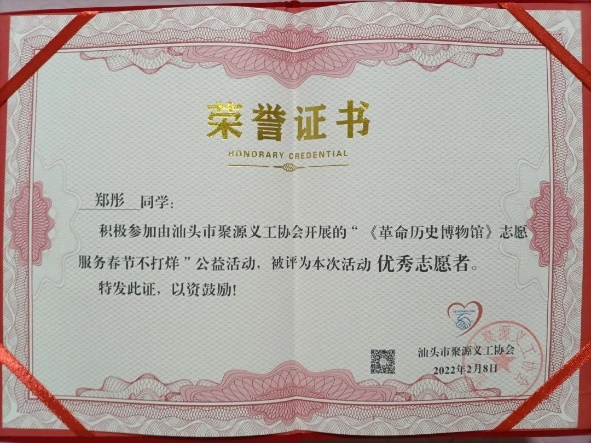 荣誉证书
HONORARY CREDENTIAL
郑彤 同学:
积极参加由汕头市聚源义工协会开展的“《革命历史博物馆》志愿
服务春节不打烊”公益活动，被评为本次活动 优秀志愿者。
特发此证，以资鼓励!
汕头市聚源义工协会
2022年2月8日